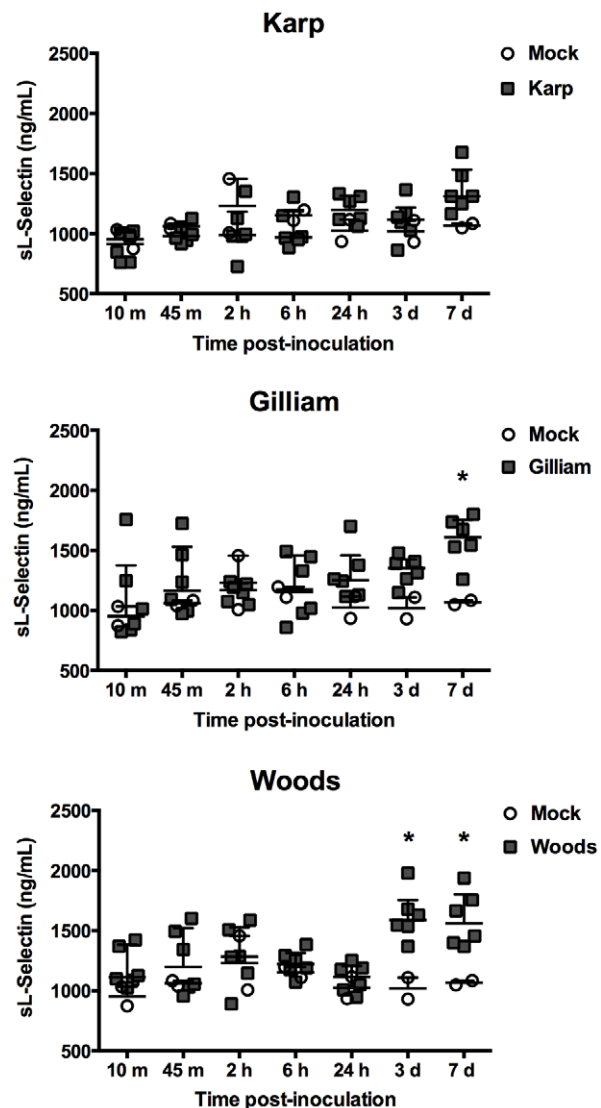 Karp
Mock
Karp
sL-Selectin (ng/mL)
2500
2000
1500
1000
500
10 m 45 m 2 h 6 h 24 h 3 d 7 d
Time post-inoculation
Gilliam
Mock
Gilliam
sL-Selectin (ng/mL)
2500
2000
1500
1000
500
*
10 m 45 m 2 h 6 h 24 h 3 d 7 d
Time post-inoculation
Woods
Mock
Woods
sL-Selectin (ng/mL)
2500
2000
1500
1000
500
* *
10 m 45 m 2 h 6 h 24 h 3 d 7 d
Time post-inoculation